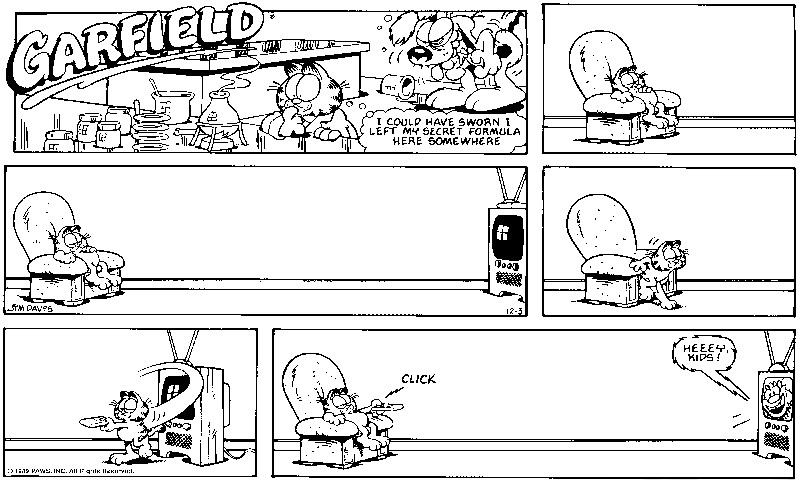 GARFIELD
I COULD HAVE SWORN I
LEFT MY SECRET FORMULA
HERE SOMEWHERE
JIM DAVIS
12-3
© 1989 PAWS, INC. All Rights Reserved.
CLICK
HEEEY,
KIDS!